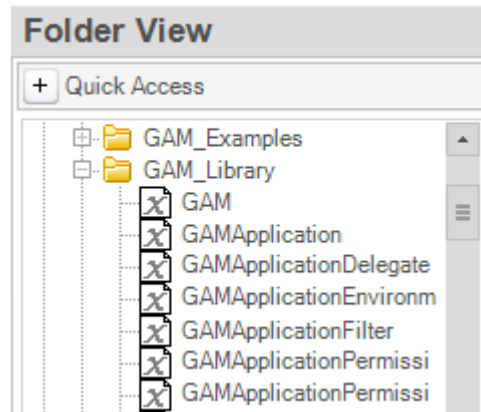 Folder View
+ Quick Access
GAM_Examples
GAM_Library
GAM
GAMApplication
GAMApplicationDelegate
GAMApplicationEnvironm
GAMApplicationFilter
GAMApplicationPermissi
GAMApplicationPermissi